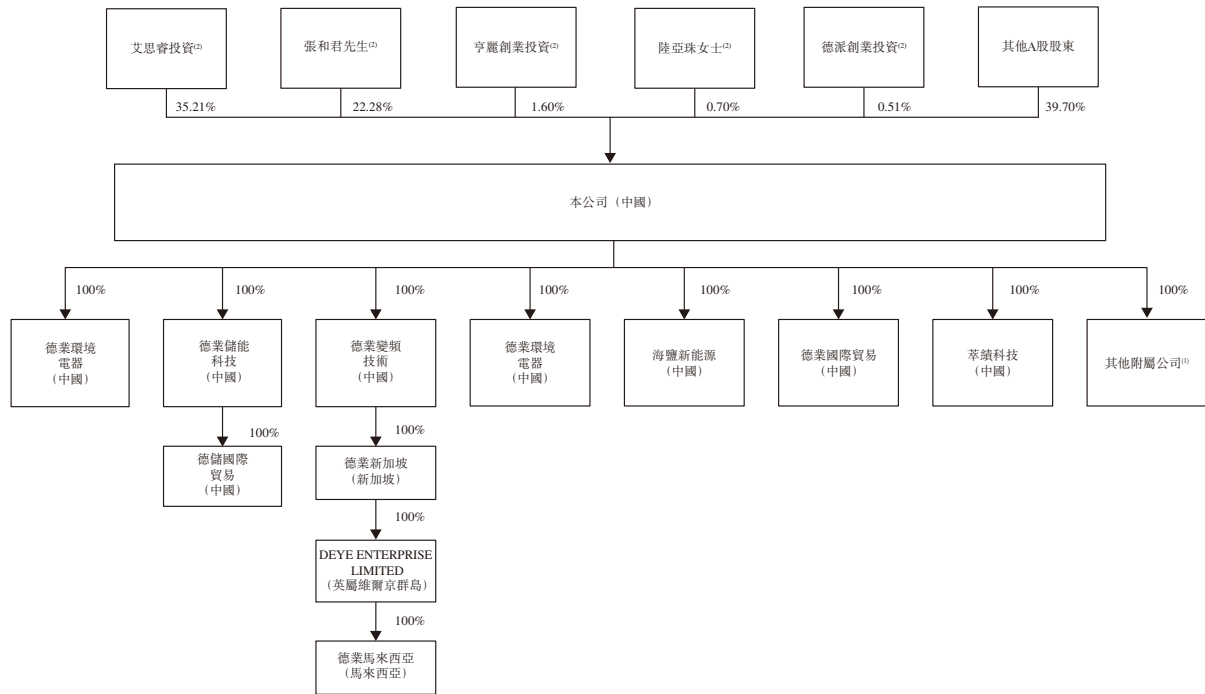 艾思睿投資(2)
張和君先生(2)
亨麗創業投資(2)
陸亞珠女士(2)
德派創業投資(2)
其他A股股東
35.21%
22.28%
1.60%
0.70%
0.51%
39.70%
本公司（中國）
100%
100%
100%
100%
100%
100%
100%
100%
德業環境
電器
（中國）
德業儲能
科技
（中國）
德業變頻
技術
（中國）
德業環境
電器
（中國）
海鹽新能源
（中國）
德業國際貿易
（中國）
萃績科技
（中國）
其他附屬公司(1)
100%
100%
德儲國際
貿易
（中國）
德業新加坡
（新加坡）
100%
DEYE ENTERPRISE
LIMITED
（英屬維爾京群島）
100%
德業馬來西亞
（馬來西亞）